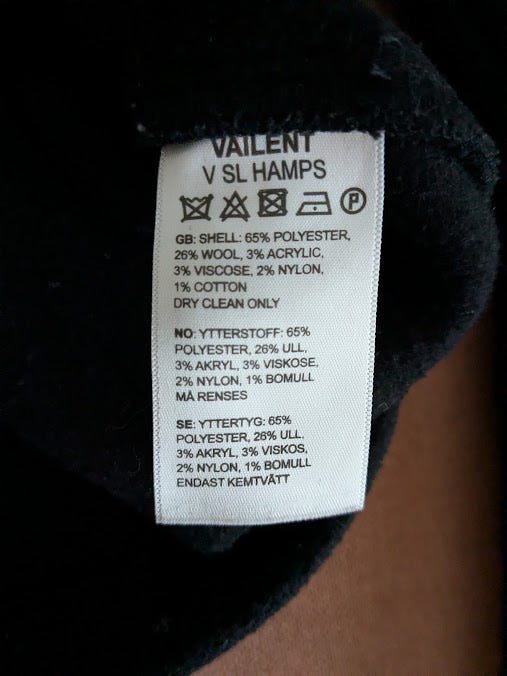 VAILENT
V SL HAMPS
P
GB: SHELL: 65% POLYESTER,
26% WOOL, 3% ACRYLIC,
3% VISCOSE, 2% NYLON,
1% COTTON
DRY CLEAN ONLY
NO: YTTERSTOFF: 65%
POLYESTER, 26% ULL,
3% AKRYL, 3% VISKOSE,
2% NYLON, 1% BOMULL
MÅ RENSES
SE: YTTERTYG: 65%
POLYESTER, 26% ULL,
3% AKRYL, 3% VISKOS,
2% NYLON, 1% BOMULL
ENDAST KEMTVÄTT